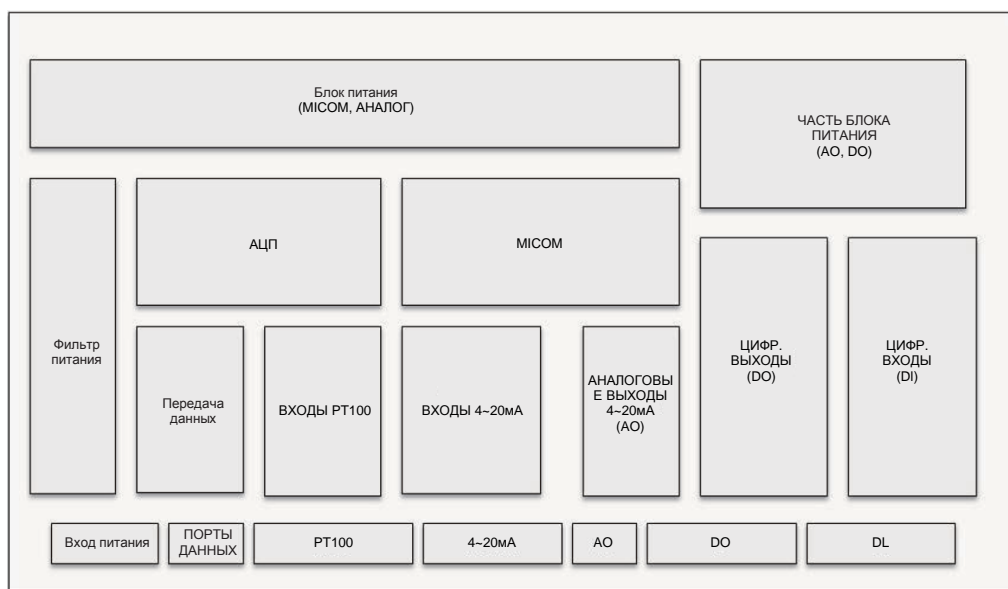 Блок питания
(MICOM, АНАЛОГ)
ЧАСТЬ БЛОКА
ПИТАНИЯ
(AO, DO)
АЦП
MICOM
Фильтр
питания
Передача
данных
ВХОДЫ PT100
ВХОДЫ 4~20мА
АНАЛОГОВЫ
Е ВЫХОДЫ
4~20мА
(AO)
ЦИФР.
ВЫХОДЫ
(DO)
ЦИФР.
ВХОДЫ
(DI)
Вход питания
ПОРТЫ
ДАННЫХ
PT100
4~20мА
AO
DO
DL